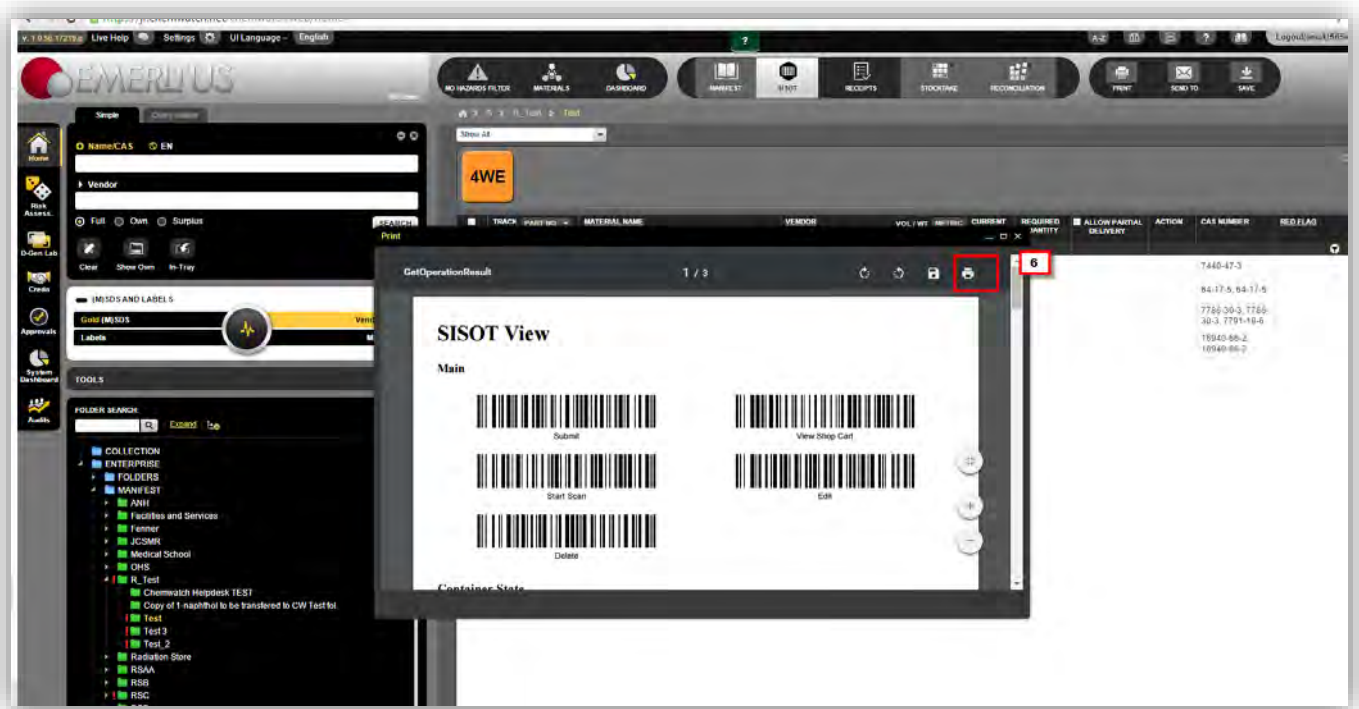 Live Help Settings UI Language - English
?
A-Z ?
EMERITUS
NO HAZARDS FILTER MATERIALS DASHBOARD MANIFEST SISOT RECEIPTS STOCKTAKE RECONCILIATION PRINT SEND TO SAVE
Simple
R_Test Test
Show All
Home
Name/CAS EN
4WE
Vendor
Risk Assess.
Full Own Surplus SEARCH
TRACK PART NO MATERIAL NAME VENDOR VOL / WT METRIC CURRENT REQUIRED ALLOW PARTIAL DELIVERY ACTION CAS NUMBER RED FLAG
Print
Clear Show Own In-Tray
GetOperationResult 1 / 3
6
7440-47-3
64-17-5, 64-17-5
Credo
(M)SDS AND LABELS
Gold (M)SDS
Labels
Approvals
System Dashboard
TOOLS
Audits
SISOT View
Main
Submit View Shop Cart
Start Scan Edit
Delete
Container State
FOLDER SEARCH
Expand
COLLECTION
ENTERPRISE
FOLDERS
MANIFEST
ANH
Facilities and Services
Fenner
JCSMR
Medical School
OHS
R_Test
Chemwatch Helpdesk TEST
Copy of 1-naphthol to be transfered to CW Test fol
Test
Test 3
Test_2
Radiation Store
RSAA
RSB
RSC